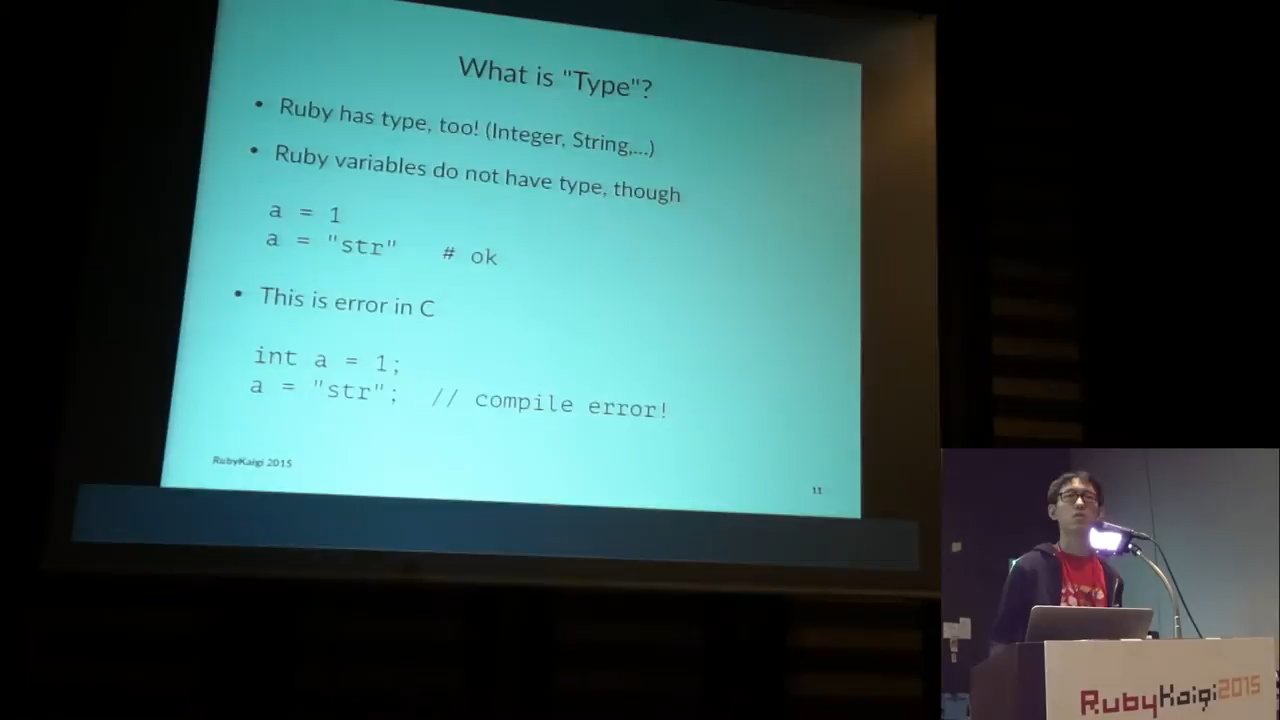 What is "Type"?
• Ruby has type, too! (Integer, String,...)
• Ruby variables do not have type, though
a = 1
a = "str" # ok
• This is error in C
int a = 1;
a = "str"; // compile error!
RubyKaigi 2015
11
RubyKaigi2015